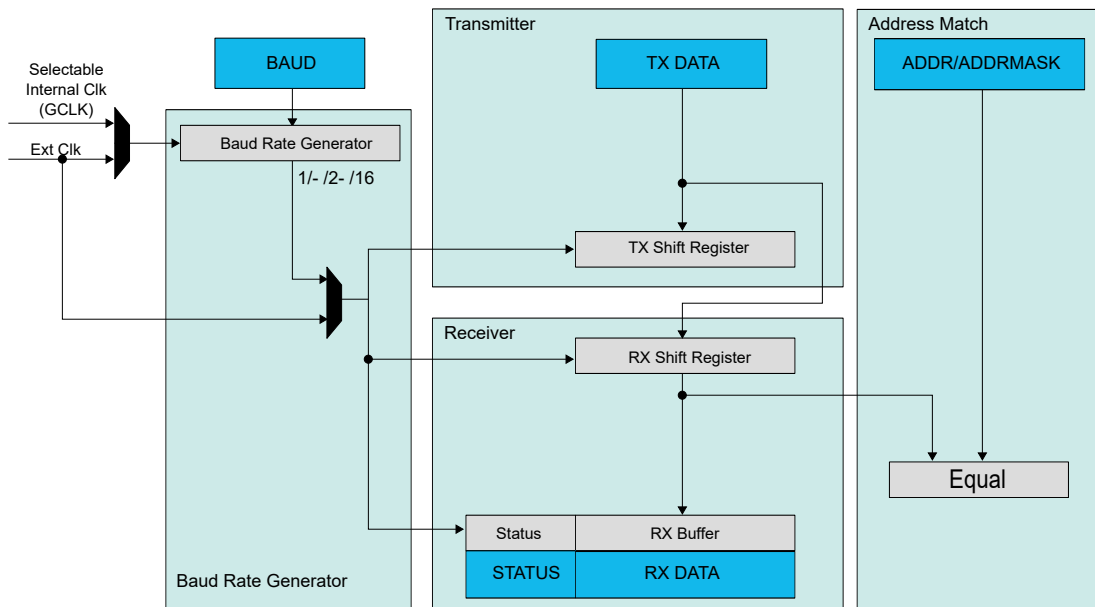 Transmitter
Address Match
BAUD
TX DATA
ADDR/ADDRMASK
Selectable
Internal Clk
(GCLK)
Ext Clk
Baud Rate Generator
1/- /2- /16
TX Shift Register
Receiver
RX Shift Register
Equal
Status
RX Buffer
STATUS
RX DATA
Baud Rate Generator